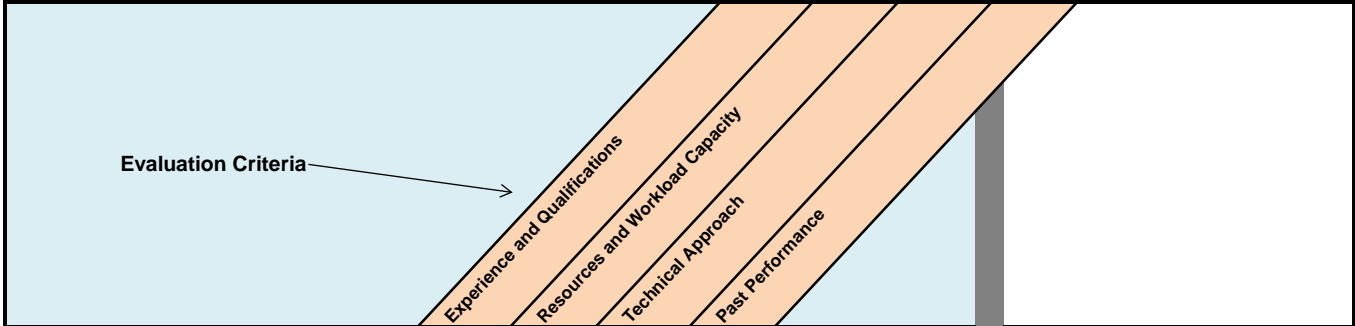 Evaluation Criteria
Experience and Qualifications
Resources and Workload Capacity
Technical Approach
Past Performance